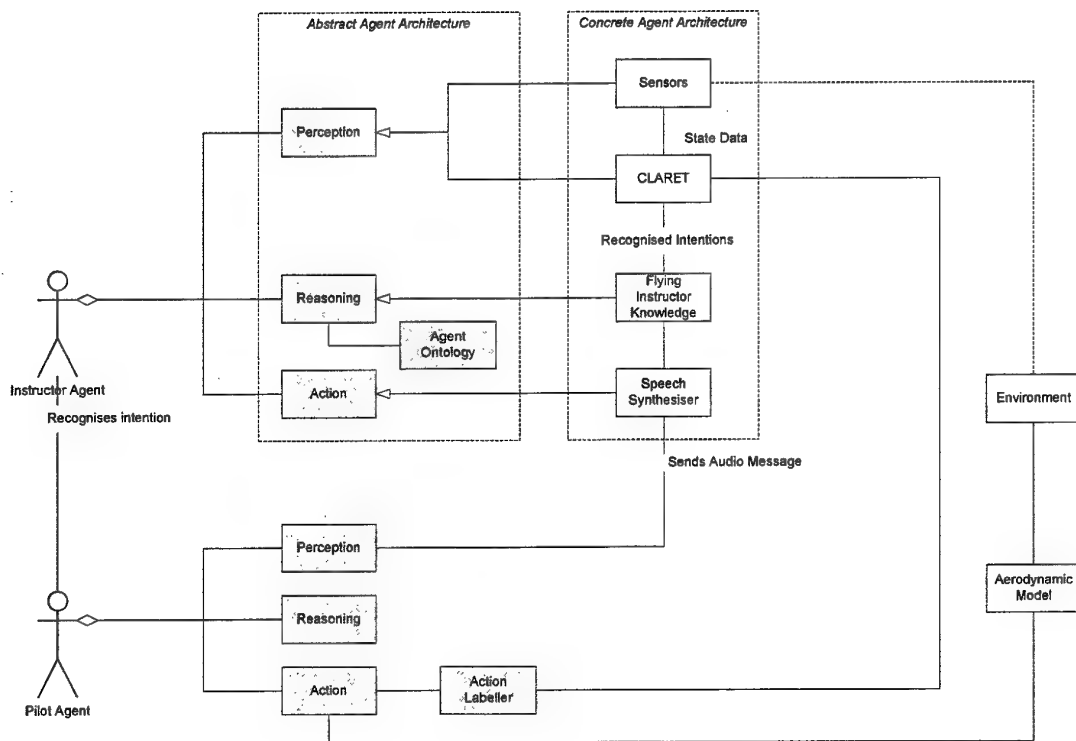 Abstract Agent Architecture
Concrete Agent Architecture
Sensors
Perception
State Data
CLARET
Recognised Intentions
Reasoning
Flying
Instructor
Knowledge
Agent
Ontology
Instructor Agent
Action
Speech
Synthesiser
Environment
Recognises intention
Sends Audio Message
Perception
Aerodynamic
Model
Reasoning
Action
Action
Labeller
Pilot Agent